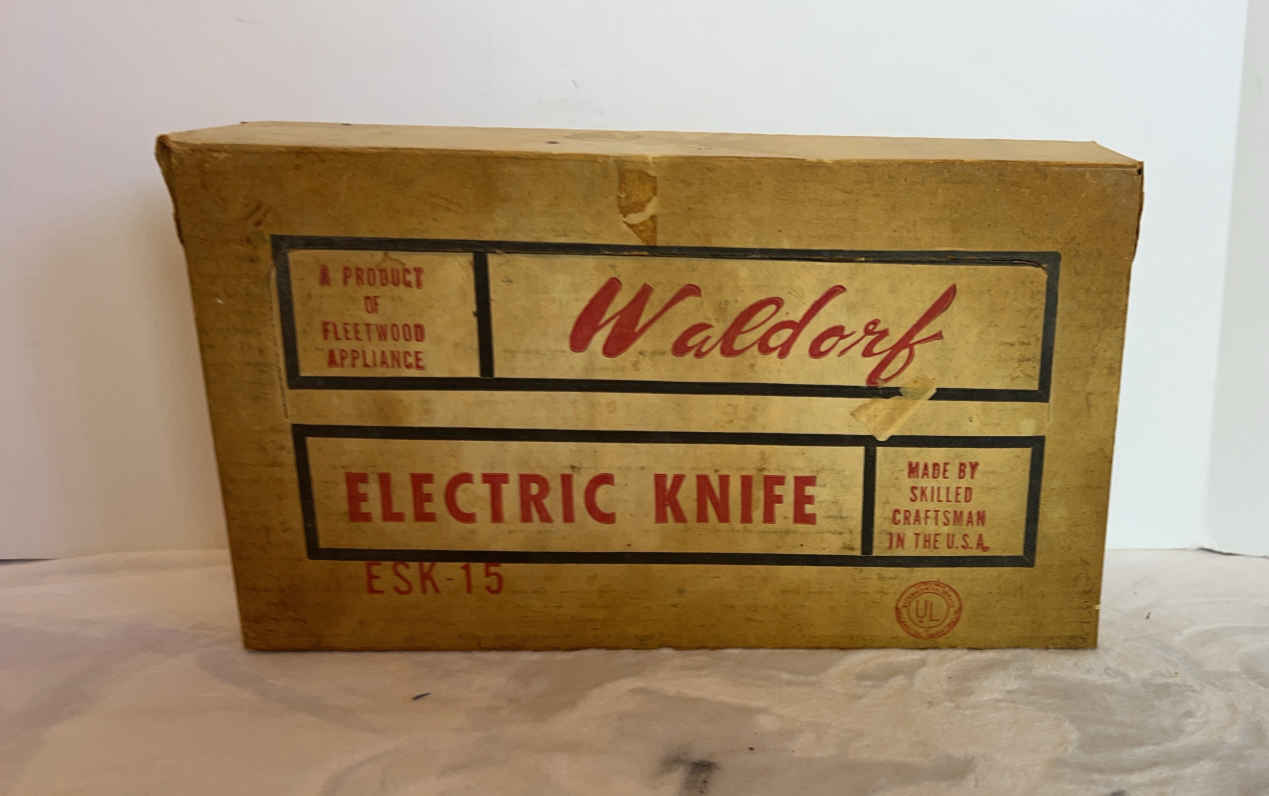 A PRODUCT
OF
FLEETWOOD
APPLIANCE
Waldorf
ELECTRIC KNIFE
MADE BY
SKILLED
CRAFTSMAN
IN THE U.S.A.
ESK-15
UL